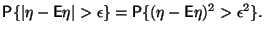 P{|η − Eη| > ϵ} = P{(η − Eη)² > ϵ²}.